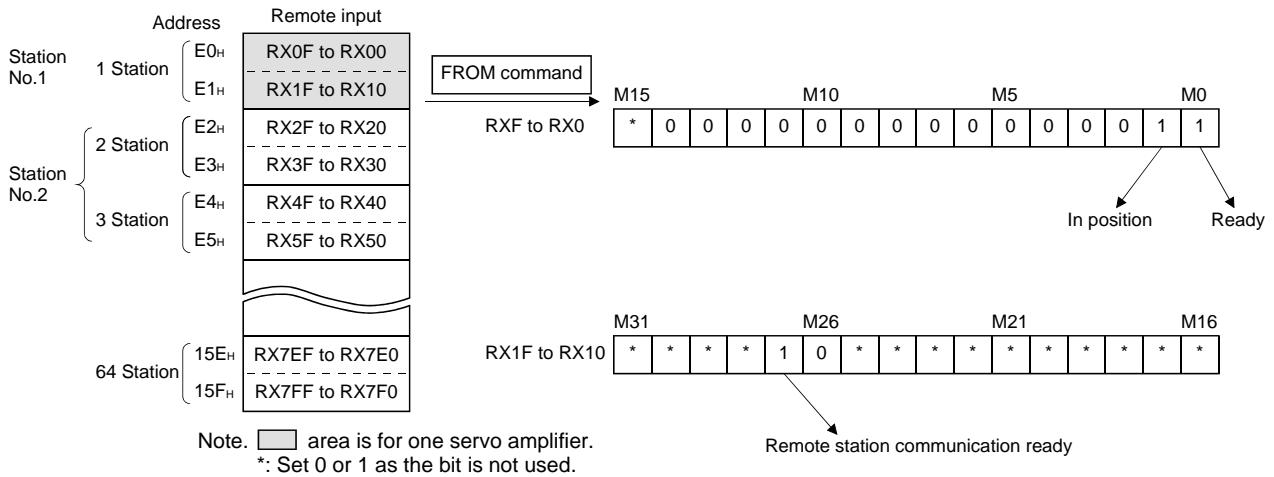 Address
Remote input
Station No.1
1 Station
E0H
RX0F to RX00
E1H
RX1F to RX10
Station No.2
2 Station
E2H
RX2F to RX20
E3H
RX3F to RX30
3 Station
E4H
RX4F to RX40
E5H
RX5F to RX50
64 Station
15EH
RX7EF to RX7E0
15FH
RX7FF to RX7F0
FROM command
M15 M10 M5 M0
RXF to RX0 * 0 0 0 0 0 0 0 0 0 0 0 0 0 1 1
In position
Ready
M31 M26 M21 M16
RX1F to RX10 * * * * 1 0 * * * * * * * * * *
Remote station communication ready
Note. area is for one servo amplifier.
*: Set 0 or 1 as the bit is not used.